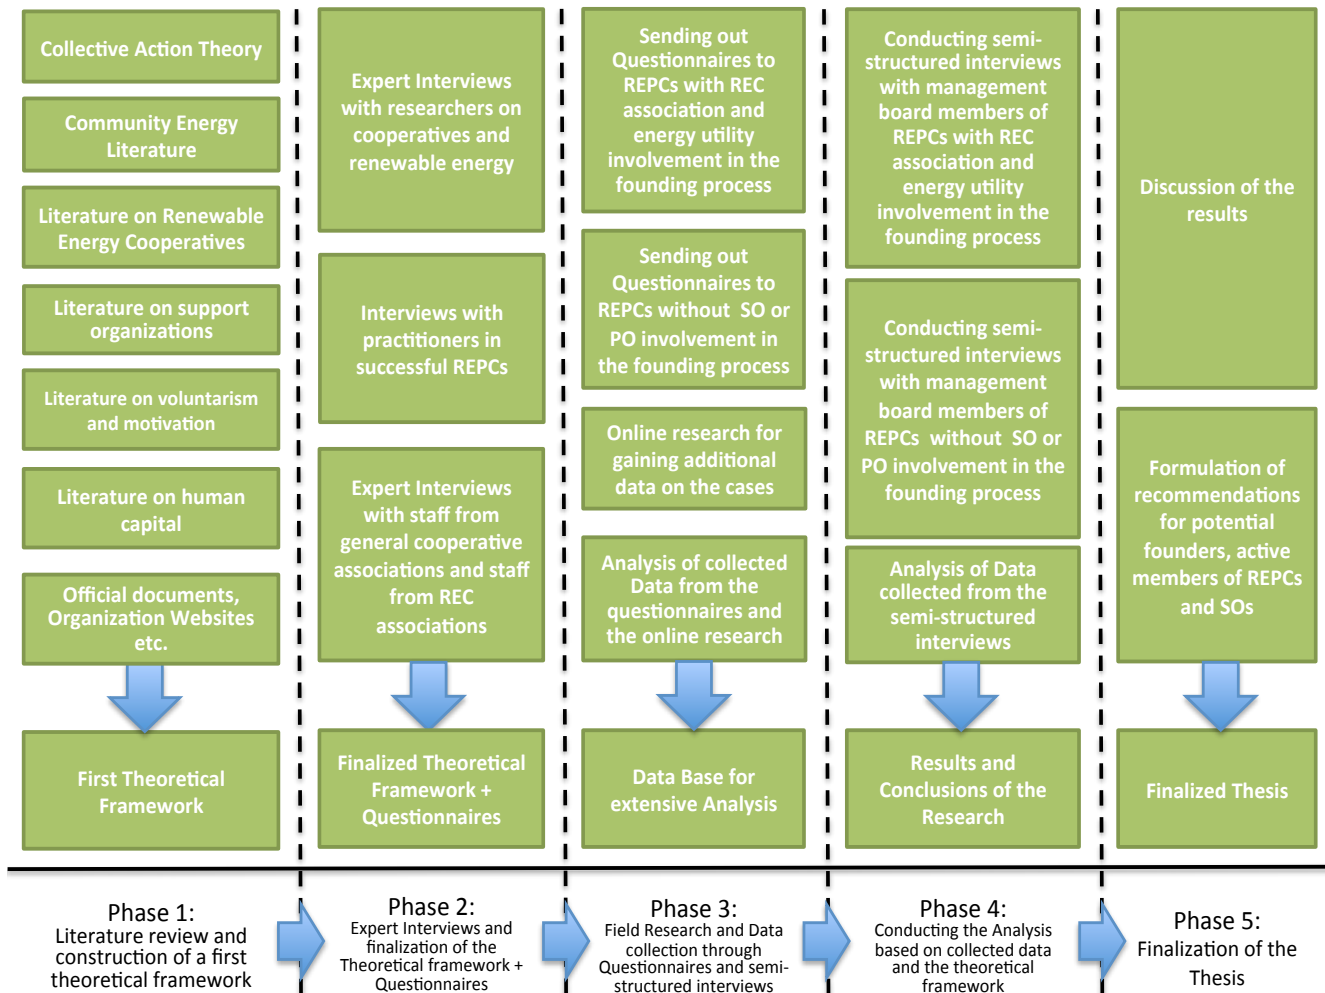 Collective Action Theory
Community Energy
Literature
Literature on Renewable
Energy Cooperatives
Literature on support
organizations
Literature on voluntarism
and motivation
Literature on human
capital
Official documents,
Organization Websites
etc.
First Theoretical
Framework
Expert Interviews
with researchers on
cooperatives and
renewable energy
Interviews with
practitioners in
successful REPCs
Expert Interviews
with staff from
general cooperative
associations and staff
from REC
associations
Finalized Theoretical
Framework +
Questionnaires
Sending out
Questionnaires to
REPCs with REC
association and
energy utility
involvement in the
founding process
Sending out
Questionnaires to
REPCs without SO or
PO involvement in
the founding process
Online research for
gaining additional
data on the cases
Analysis of collected
Data from the
questionnaires and
the online research
Data Base for
extensive Analysis
Conducting semi-
structured interviews
with management
board members of
REPCs with REC
association and
energy utility
involvement in the
founding process
Conducting semi-
structured interviews
with management
board members of
REPCs without SO or
PO involvement in the
founding process
Analysis of Data
collected from the
semi-structured
interviews
Results and
Conclusions of the
Research
Discussion of the
results
Formulation of
recommendations
for potential
founders, active
members of REPCs
and SOs
Finalized Thesis
Phase 1:
Literature review and
construction of a first
theoretical framework
Phase 2:
Expert Interviews and
finalization of the
Theoretical framework +
Questionnaires
Phase 3:
Field Research and Data
collection through
Questionnaires and semi-
structured interviews
Phase 4:
Conducting the Analysis
based on collected data
and the theoretical
framework
Phase 5:
Finalization of the
Thesis